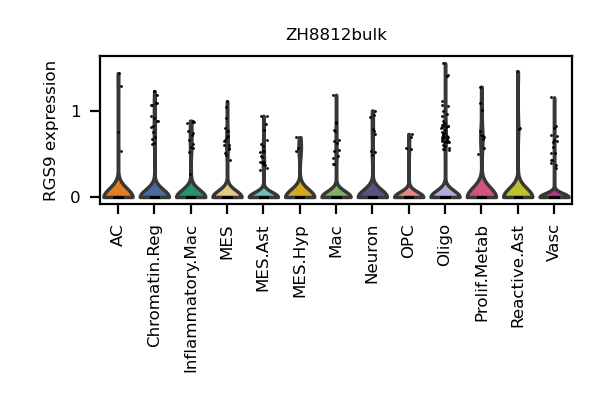 ZH8812bulk
RGS9 expression
1
0
AC
Chromatin.Reg
Inflammatory.Mac
MES
MES.Ast
MES.Hyp
Mac
Neuron
OPC
Oligo
Prolif.Metab
Reactive.Ast
Vasc